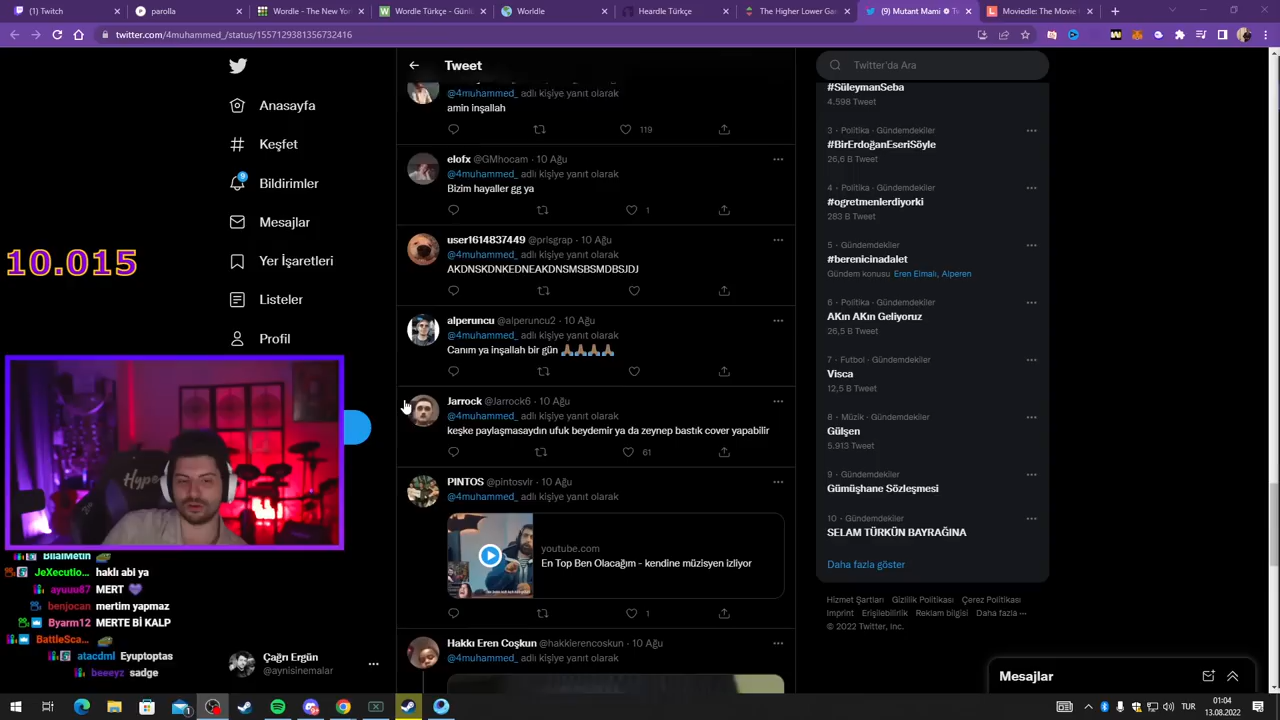 (1) Twitch
parolla
Wordle - The New Yor
Wordle Türkçe - Günlü
Wordle
Heardle Türkçe
The Higher Lower Ga
Mutant Mami
Moviedle: The Movie
twitter.com/4muhammed_/status/1557129381356732416
Anasayfa
Keşfet
9
Bildirimler
Mesajlar
Yer İşaretleri
Listeler
Profil
10.015
BilalMetin
JeXecutio...
haklı abi ya
ayuuu67 MERT
benjocan mertim yapmaz
Byarm12 MERTE Bİ KALP
BattleSca...
atacdml Eyuptoptas
beeeyz sadge
Çağrı Ergün
@aynisinemalar
Tweet
@4muhammed_ adlı kişiye yanıt olarak
amin inşallah
119
elofx @GMhocam · 10 Ağu
@4muhammed_ adlı kişiye yanıt olarak
Bizim hayaller gg ya
1
user1614837449 @prlsgrap · 10 Ağu
@4muhammed_ adlı kişiye yanıt olarak
AKDNSKDNKEDNEAKDNSMSBSMDBSJDJ
alperuncu @alperuncu2 · 10 Ağu
@4muhammed_ adlı kişiye yanıt olarak
Canım ya inşallah bir gün 🙏🏽🙏🏽🙏🏽🙏🏽
Jarrock @Jarrock6 · 10 Ağu
@4muhammed_ adlı kişiye yanıt olarak
keşke paylaşmasaydın ufuk beydemir ya da zeynep bastık cover yapabilir
61
PINTOS @pintosvlr · 10 Ağu
@4muhammed_ adlı kişiye yanıt olarak
youtube.com
En Top Ben Olacağım - kendine müzisyen izliyor
1
Hakkı Eren Coşkun @hakklerencoskun · 10 Ağu
@4muhammed_ adlı kişiye yanıt olarak
Twitter'da Ara
#SüleymanSeba
4.598 Tweet
3 · Politika · Gündemdekiler
#BirErdoğanEseriSöyle
26,6 B Tweet
4 · Politika · Gündemdekiler
#ogretmenlerdiyorki
283 B Tweet
5 · Gündemdekiler
#berenicinadalet
Gündem konusu Eren Elmalı, Alperen
6 · Politika · Gündemdekiler
AKın AKın Geliyoruz
26,5 B Tweet
7 · Futbol · Gündemdekiler
Visca
12,5 B Tweet
8 · Müzik · Gündemdekiler
Gülşen
5.913 Tweet
9 · Gündemdekiler
Gümüşhane Sözleşmesi
10 · Gündemdekiler
SELAM TÜRKÜN BAYRAĞINA
Daha fazla göster
Hizmet Şartları Gizlilik Politikası Çerez Politikası
Imprint Erişilebilirlik Reklam bilgisi Daha fazla ···
© 2022 Twitter, Inc.
Mesajlar
TUR
01:04
13.08.2022